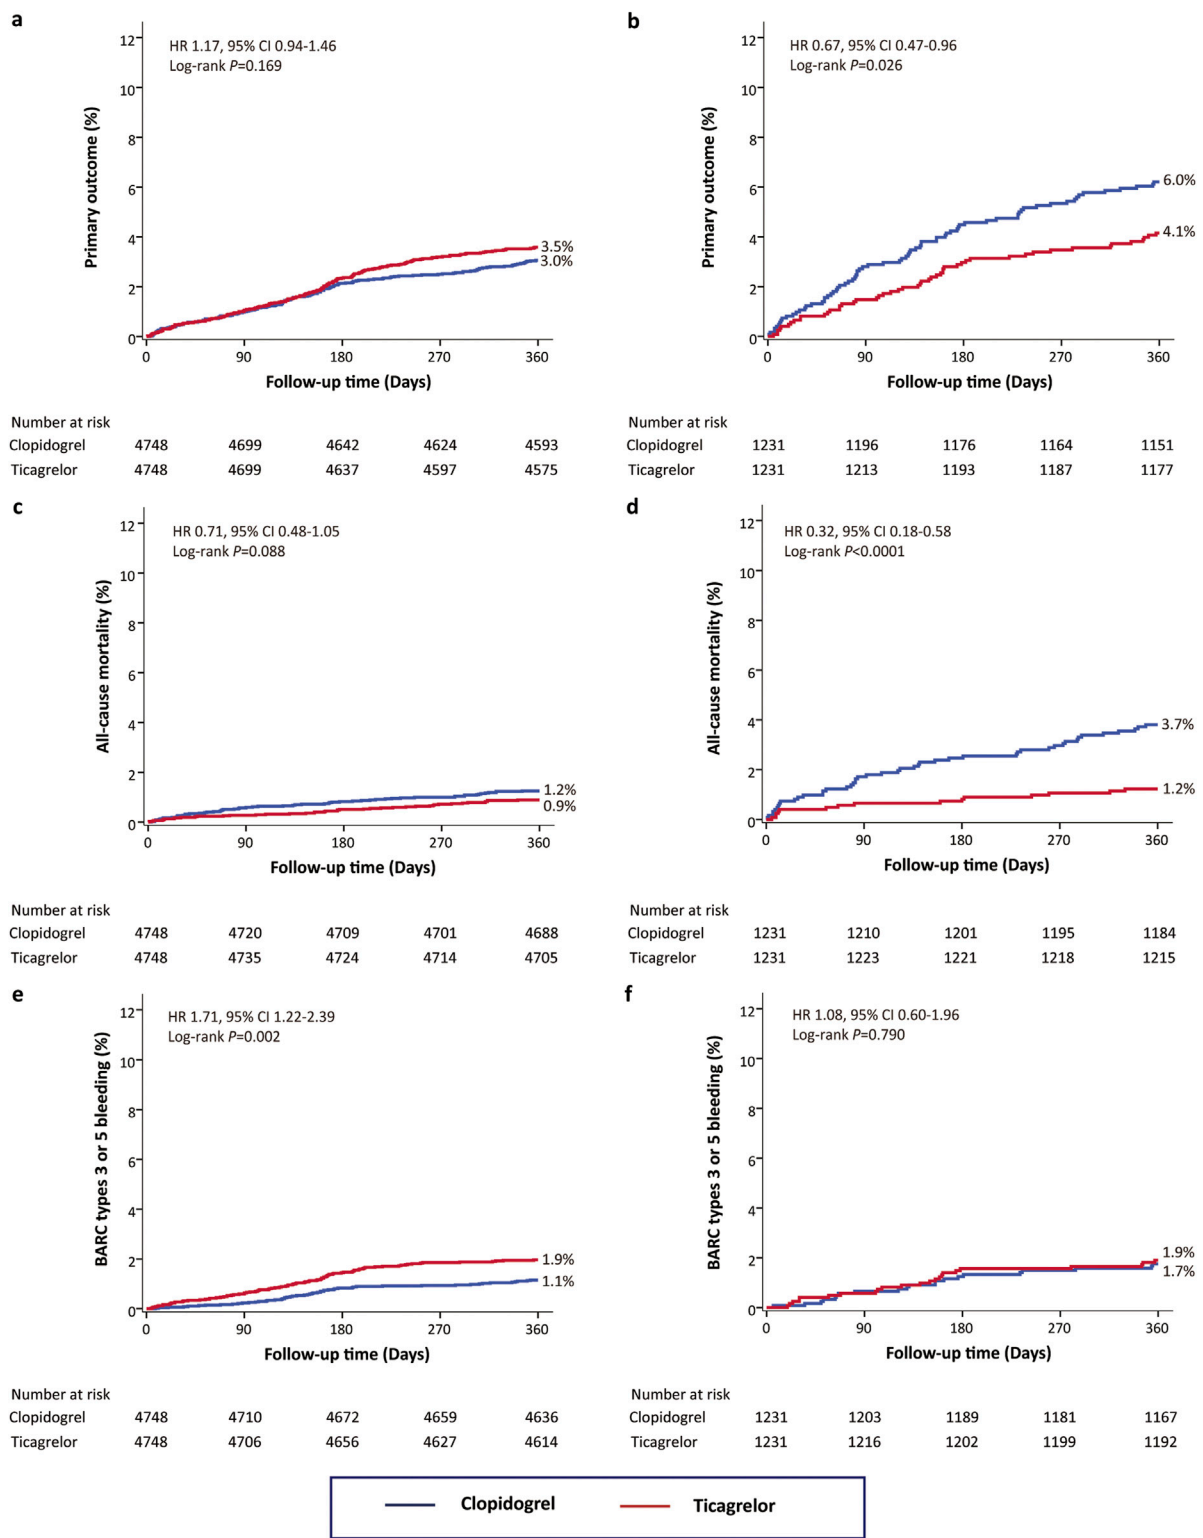 a
HR 1.17, 95% CI 0.94-1.46
Log-rank P=0.169
Primary outcome (%)
12
10
8
6
4
2
0
3.5%
3.0%
0 90 180 270 360
Follow-up time (Days)
Number at risk
Clopidogrel 4748 4699 4642 4624 4593
Ticagrelor 4748 4699 4637 4597 4575
b
HR 0.67, 95% CI 0.47-0.96
Log-rank P=0.026
Primary outcome (%)
12
10
8
6
4
2
0
6.0%
4.1%
0 90 180 270 360
Follow-up time (Days)
Number at risk
Clopidogrel 1231 1196 1176 1164 1151
Ticagrelor 1231 1213 1193 1187 1177
c
HR 0.71, 95% CI 0.48-1.05
Log-rank P=0.088
All-cause mortality (%)
12
10
8
6
4
2
0
1.2%
0.9%
0 90 180 270 360
Follow-up time (Days)
Number at risk
Clopidogrel 4748 4720 4709 4701 4688
Ticagrelor 4748 4735 4724 4714 4705
d
HR 0.32, 95% CI 0.18-0.58
Log-rank P<0.0001
All-cause mortality (%)
12
10
8
6
4
2
0
3.7%
1.2%
0 90 180 270 360
Follow-up time (Days)
Number at risk
Clopidogrel 1231 1210 1201 1195 1184
Ticagrelor 1231 1223 1221 1218 1215
e
HR 1.71, 95% CI 1.22-2.39
Log-rank P=0.002
BARC types 3 or 5 bleeding (%)
12
10
8
6
4
2
0
1.9%
1.1%
0 90 180 270 360
Follow-up time (Days)
Number at risk
Clopidogrel 4748 4710 4672 4659 4636
Ticagrelor 4748 4706 4656 4627 4614
f
HR 1.08, 95% CI 0.60-1.96
Log-rank P=0.790
BARC types 3 or 5 bleeding (%)
12
10
8
6
4
2
0
1.9%
1.7%
0 90 180 270 360
Follow-up time (Days)
Number at risk
Clopidogrel 1231 1203 1189 1181 1167
Ticagrelor 1231 1216 1202 1199 1192
Clopidogrel Ticagrelor